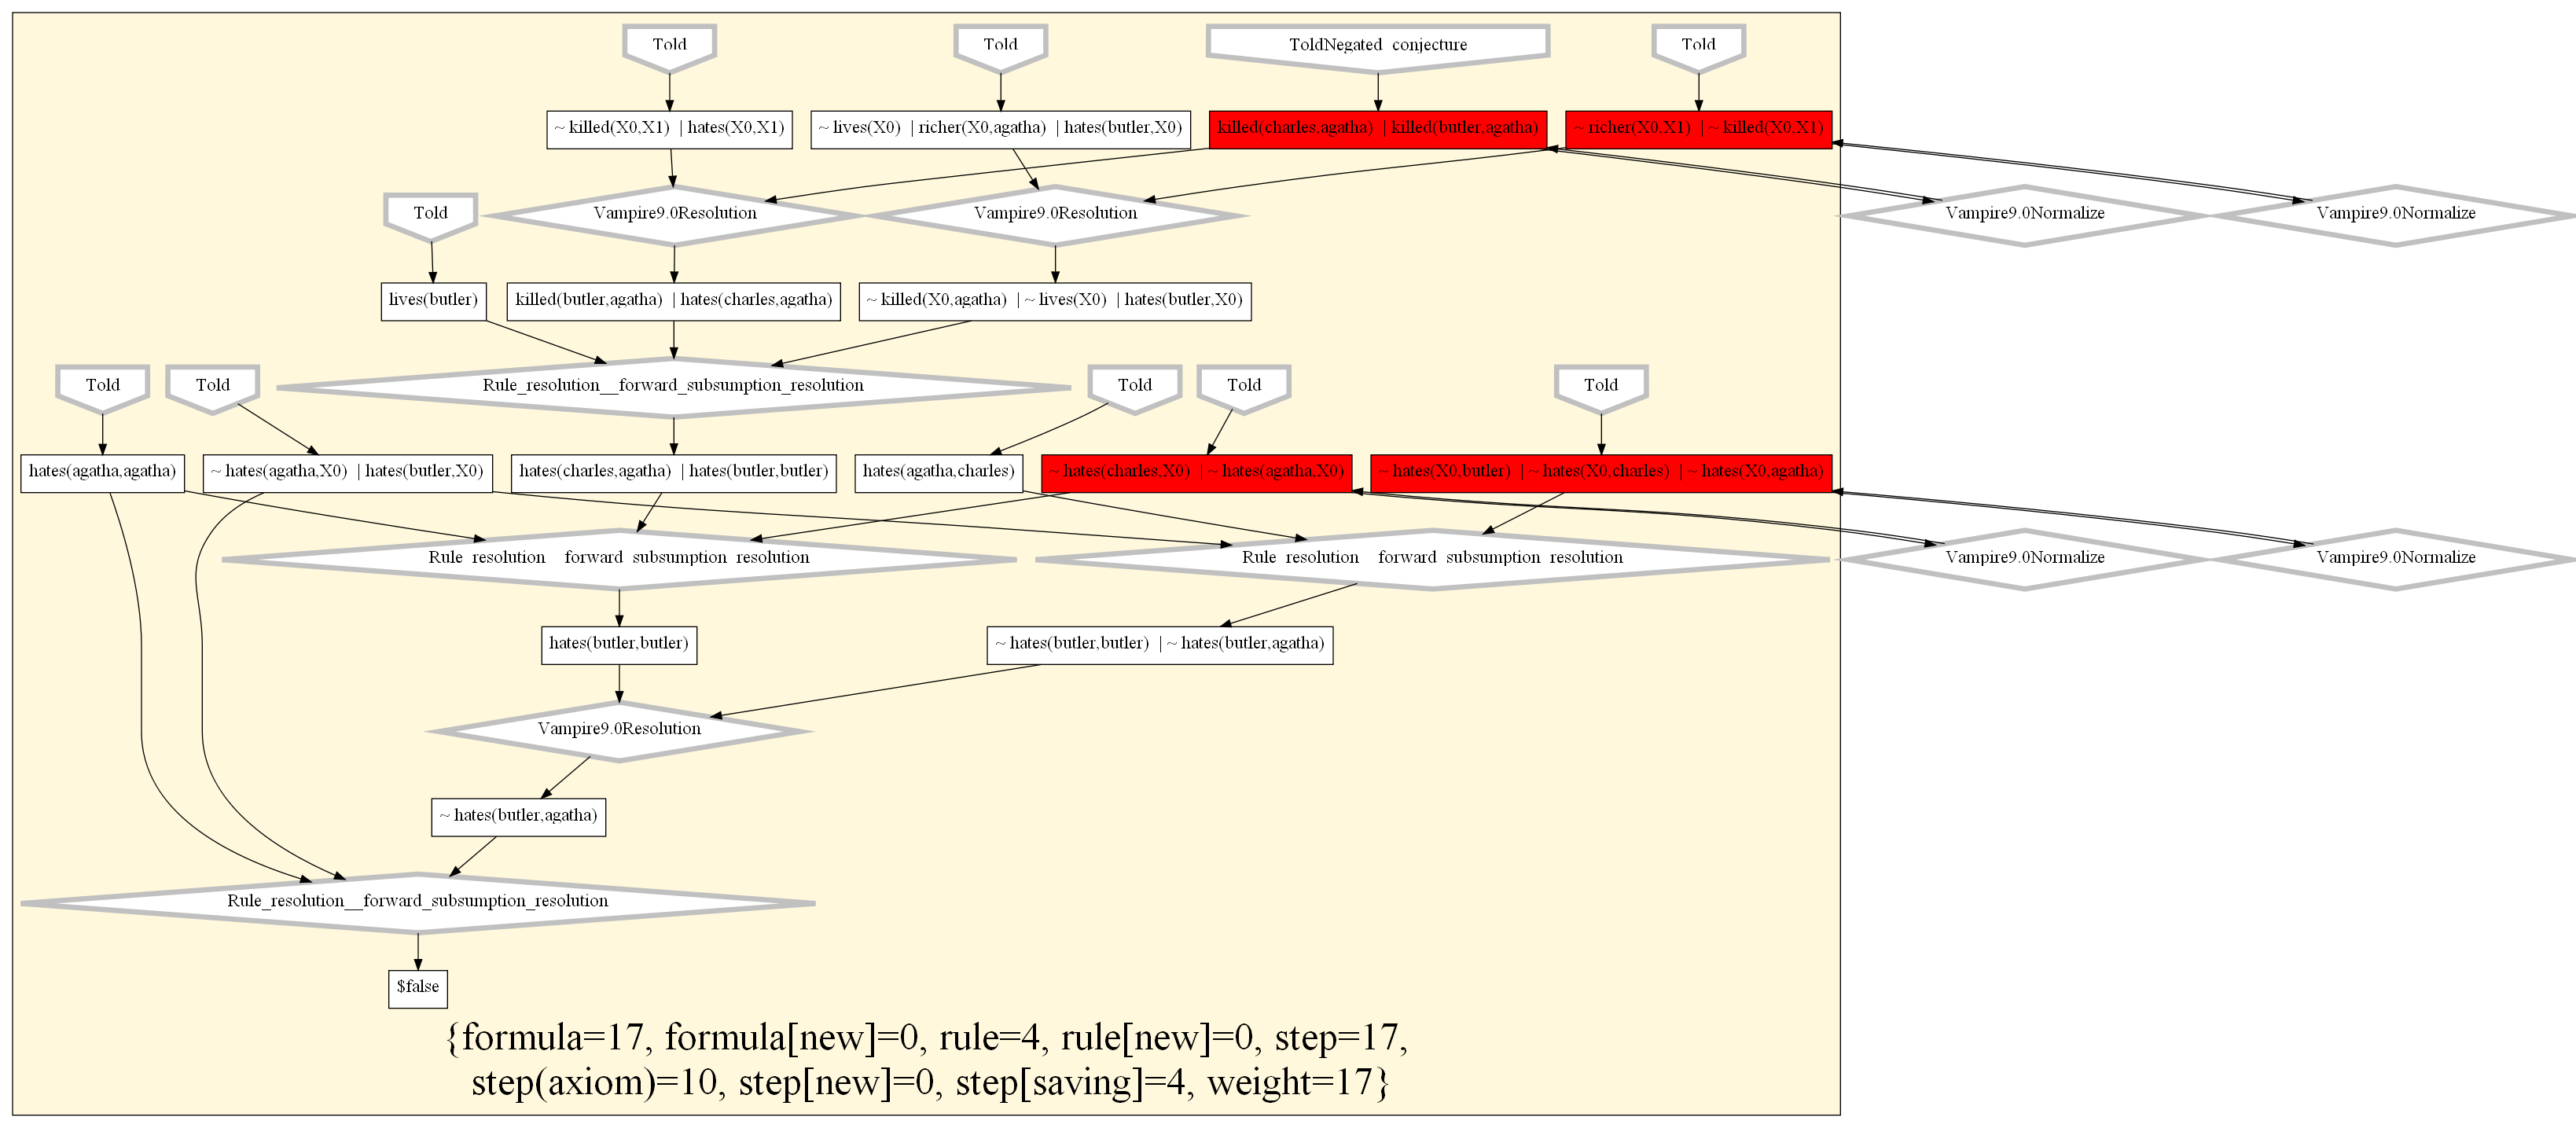 Told
Told
ToldNegated conjecture
Told
~ killed(X0,X1) | hates(X0,X1)
~ lives(X0) | richer(X0,agatha) | hates(butler,X0)
killed(charles,agatha) | killed(butler,agatha)
~ richer(X0,X1) | ~ killed(X0,X1)
Told
Vampire9.0Resolution
Vampire9.0Resolution
Vampire9.0Normalize
Vampire9.0Normalize
lives(butler)
killed(butler,agatha) | hates(charles,agatha)
~ killed(X0,agatha) | ~ lives(X0) | hates(butler,X0)
Told
Told
Rule_resolution__forward_subsumption_resolution
Told
Told
Told
hates(agatha,agatha)
~ hates(agatha,X0) | hates(butler,X0)
hates(charles,agatha) | hates(butler,butler)
hates(agatha,charles)
~ hates(charles,X0) | ~ hates(agatha,X0)
~ hates(X0,butler) | ~ hates(X0,charles) | ~ hates(X0,agatha)
Rule resolution forward subsumption resolution
Rule resolution forward subsumption resolution
Vampire9.0Normalize
Vampire9.0Normalize
hates(butler,butler)
~ hates(butler,butler) | ~ hates(butler,agatha)
Vampire9.0Resolution
~ hates(butler,agatha)
Rule_resolution__forward_subsumption_resolution
$false
{formula=17, formula[new]=0, rule=4, rule[new]=0, step=17,
step(axiom)=10, step[new]=0, step[saving]=4, weight=17}